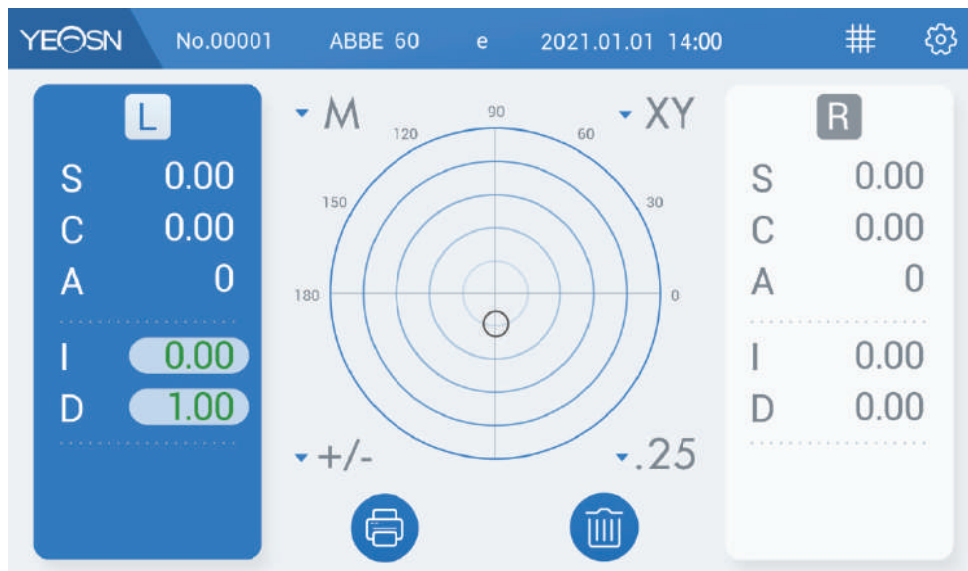 YEOSN No.00001 ABBE 60 e 2021.01.01 14:00
L
S 0.00
C 0.00
A 0
I 0.00
D 1.00
M
XY
90
120
60
150
30
180
0
+/-
.25
R
S 0.00
C 0.00
A 0
I 0.00
D 0.00